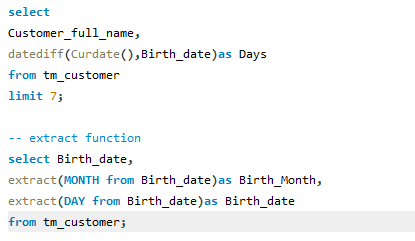 select
Customer_full_name,
datediff(Curdate(),Birth_date)as Days
from tm_customer
limit 7;
-- extract function
select Birth_date,
extract(MONTH from Birth_date)as Birth_Month,
extract(DAY from Birth_date)as Birth_date
from tm_customer;